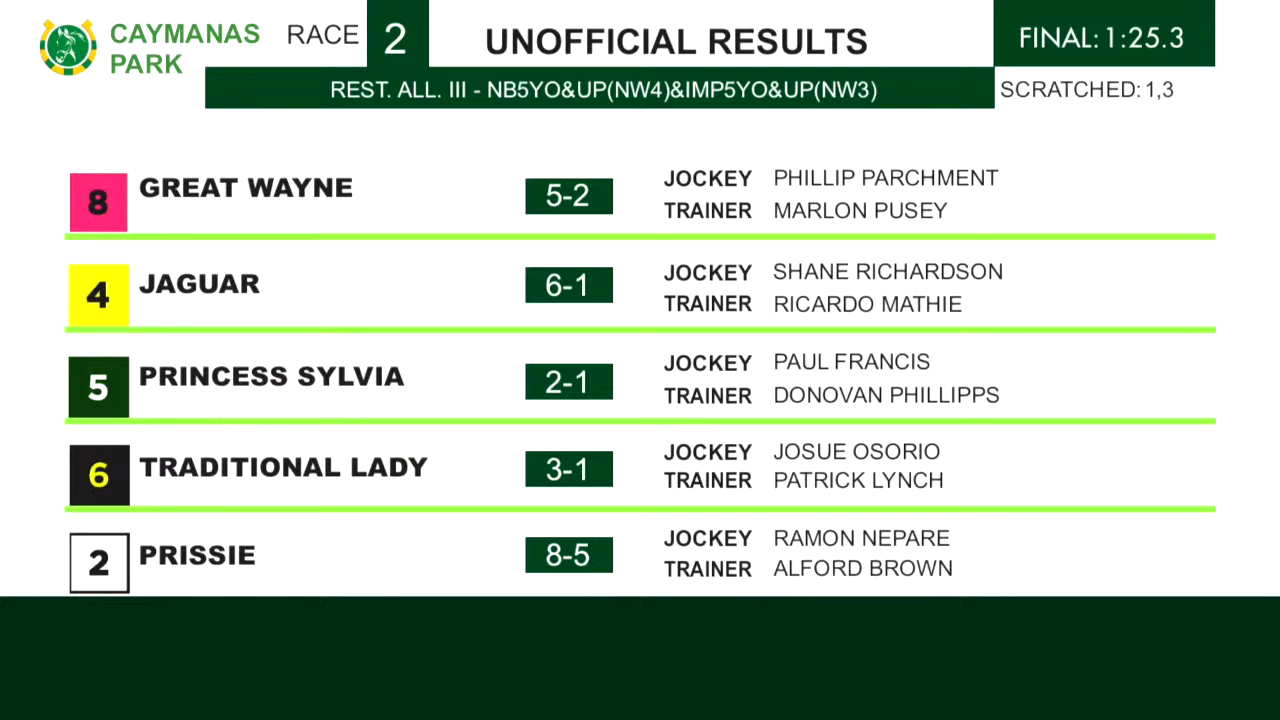 CAYMANAS PARK
RACE 2
UNOFFICIAL RESULTS
FINAL: 1:25.3
REST. ALL. III - NB5YO&UP(NW4)&IMP5YO&UP(NW3)
SCRATCHED: 1,3
8 GREAT WAYNE 5-2 JOCKEY PHILLIP PARCHMENT
TRAINER MARLON PUSEY
4 JAGUAR 6-1 JOCKEY SHANE RICHARDSON
TRAINER RICARDO MATHIE
5 PRINCESS SYLVIA 2-1 JOCKEY PAUL FRANCIS
TRAINER DONOVAN PHILLIPPS
6 TRADITIONAL LADY 3-1 JOCKEY JOSUE OSORIO
TRAINER PATRICK LYNCH
2 PRISSIE 8-5 JOCKEY RAMON NEPARE
TRAINER ALFORD BROWN